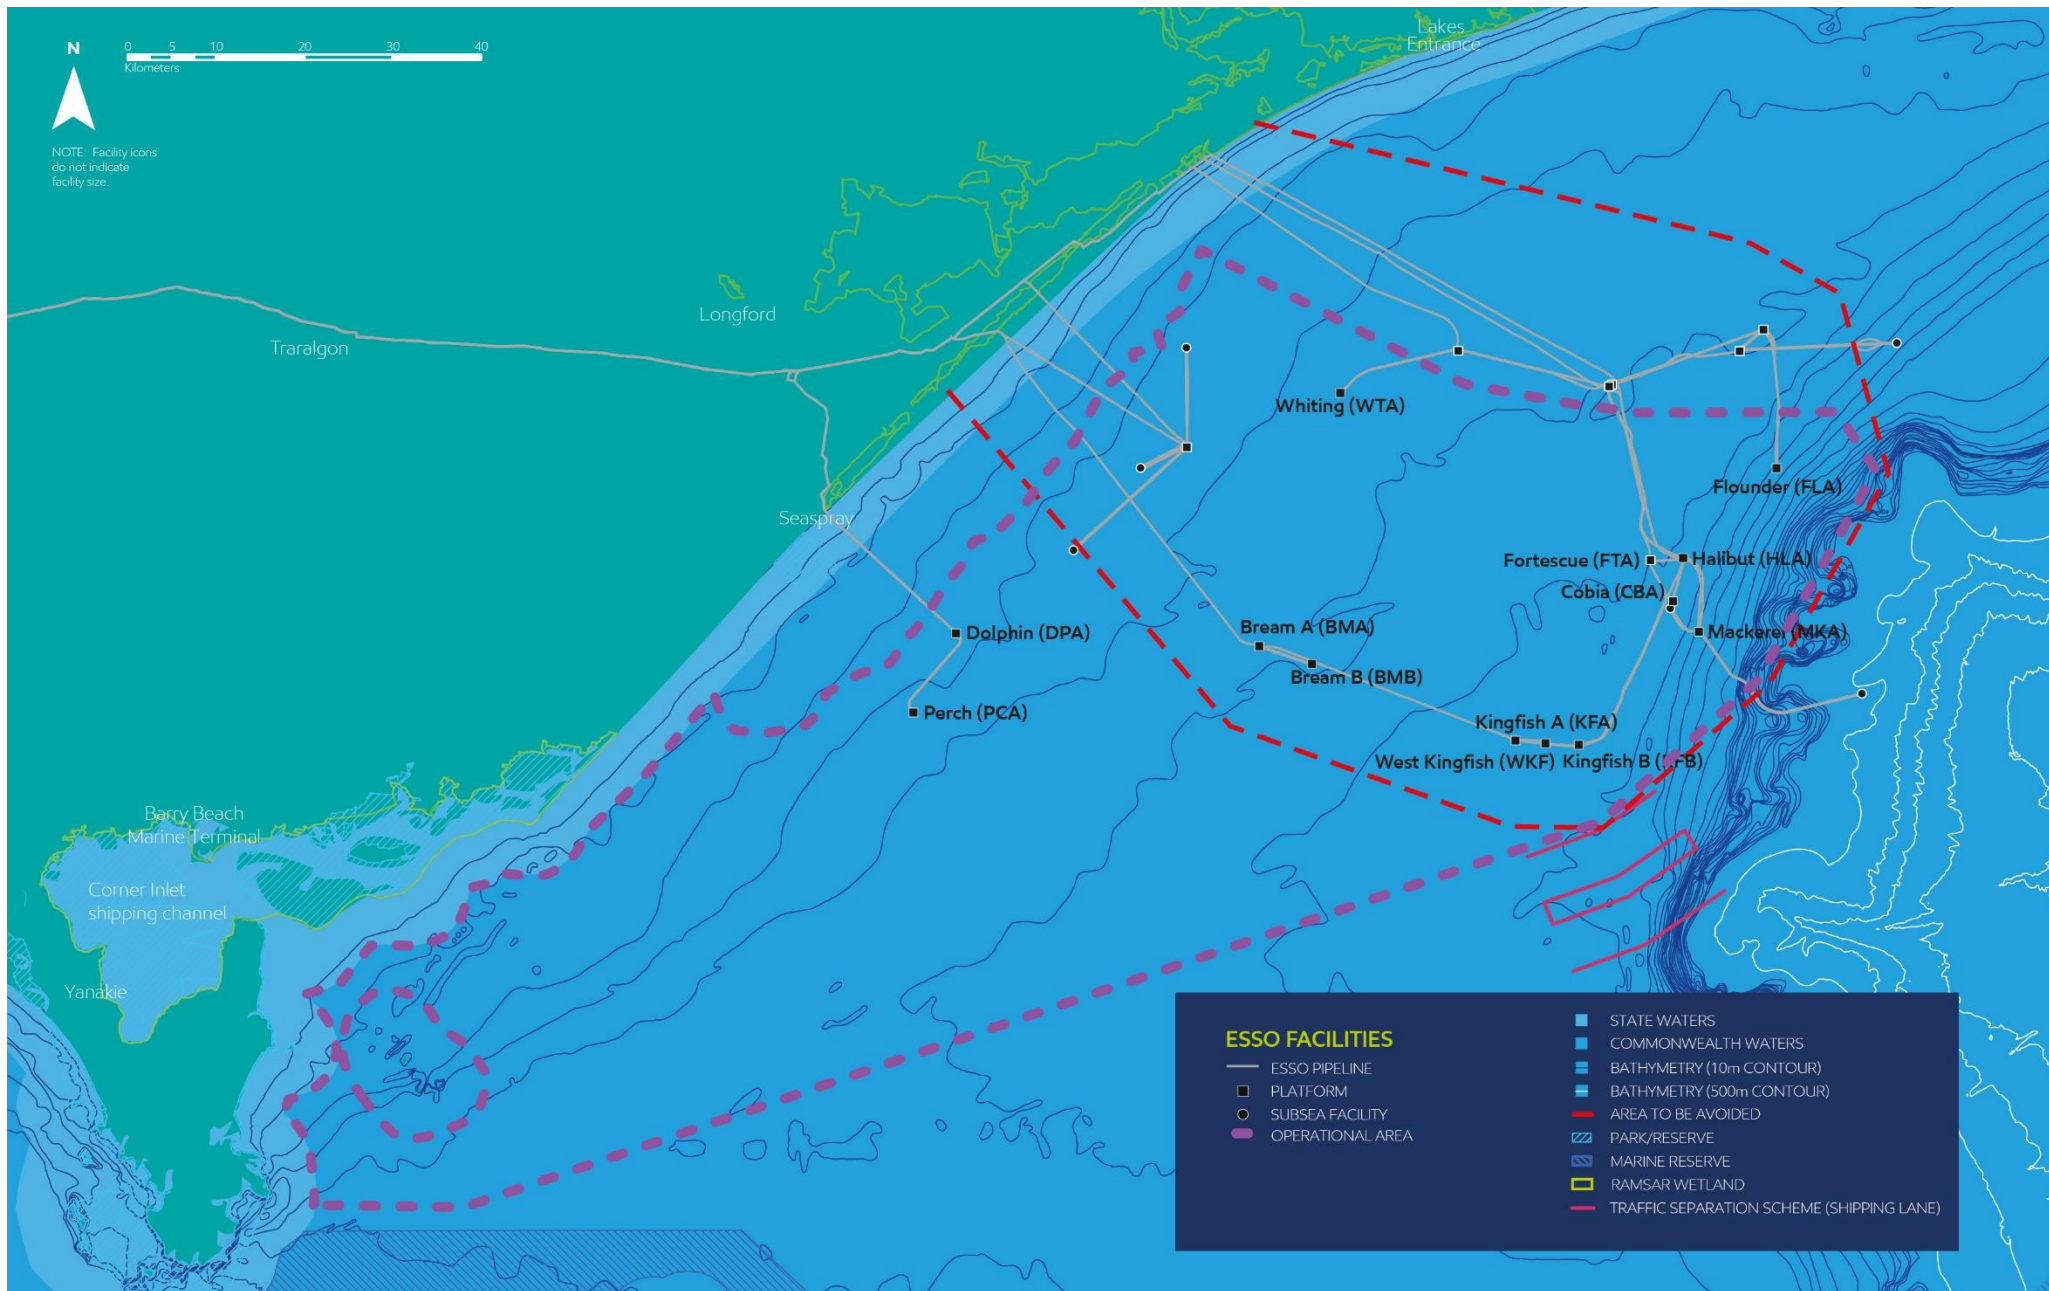 Lakes
Entrance
N
0 5 10 20 30 40
Kilometers
NOTE: Facility icons
do not indicate
facility size.
Longford
Traralgon
Whiting (WTA)
Flounder (FLA)
Seaspray
Fortescue (FTA)
Halibut (HLA)
Cobia (CBA)
Dolphin (DPA)
Bream A (BMA)
Mackerel (MKA)
Bream B (BMB)
Perch (PCA)
Kingfish A (KFA)
West Kingfish (WKF)
Kingfish B (KFB)
Barry Beach
Marine Terminal
Corner Inlet
shipping channel
Yanakie
ESSO FACILITIES
ESSO PIPELINE
PLATFORM
SUBSEA FACILITY
OPERATIONAL AREA
STATE WATERS
COMMONWEALTH WATERS
BATHYMETRY (10m CONTOUR)
BATHYMETRY (500m CONTOUR)
AREA TO BE AVOIDED
PARK/RESERVE
MARINE RESERVE
RAMSAR WETLAND
TRAFFIC SEPARATION SCHEME (SHIPPING LANE)